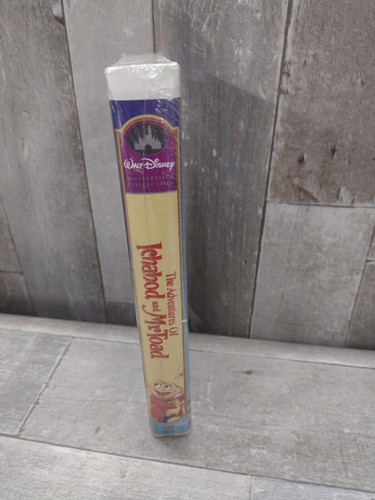 WALT DISNEY
MASTERPIECE
COLLECTION
The Adventures Of
Ichabod and Mr. Toad